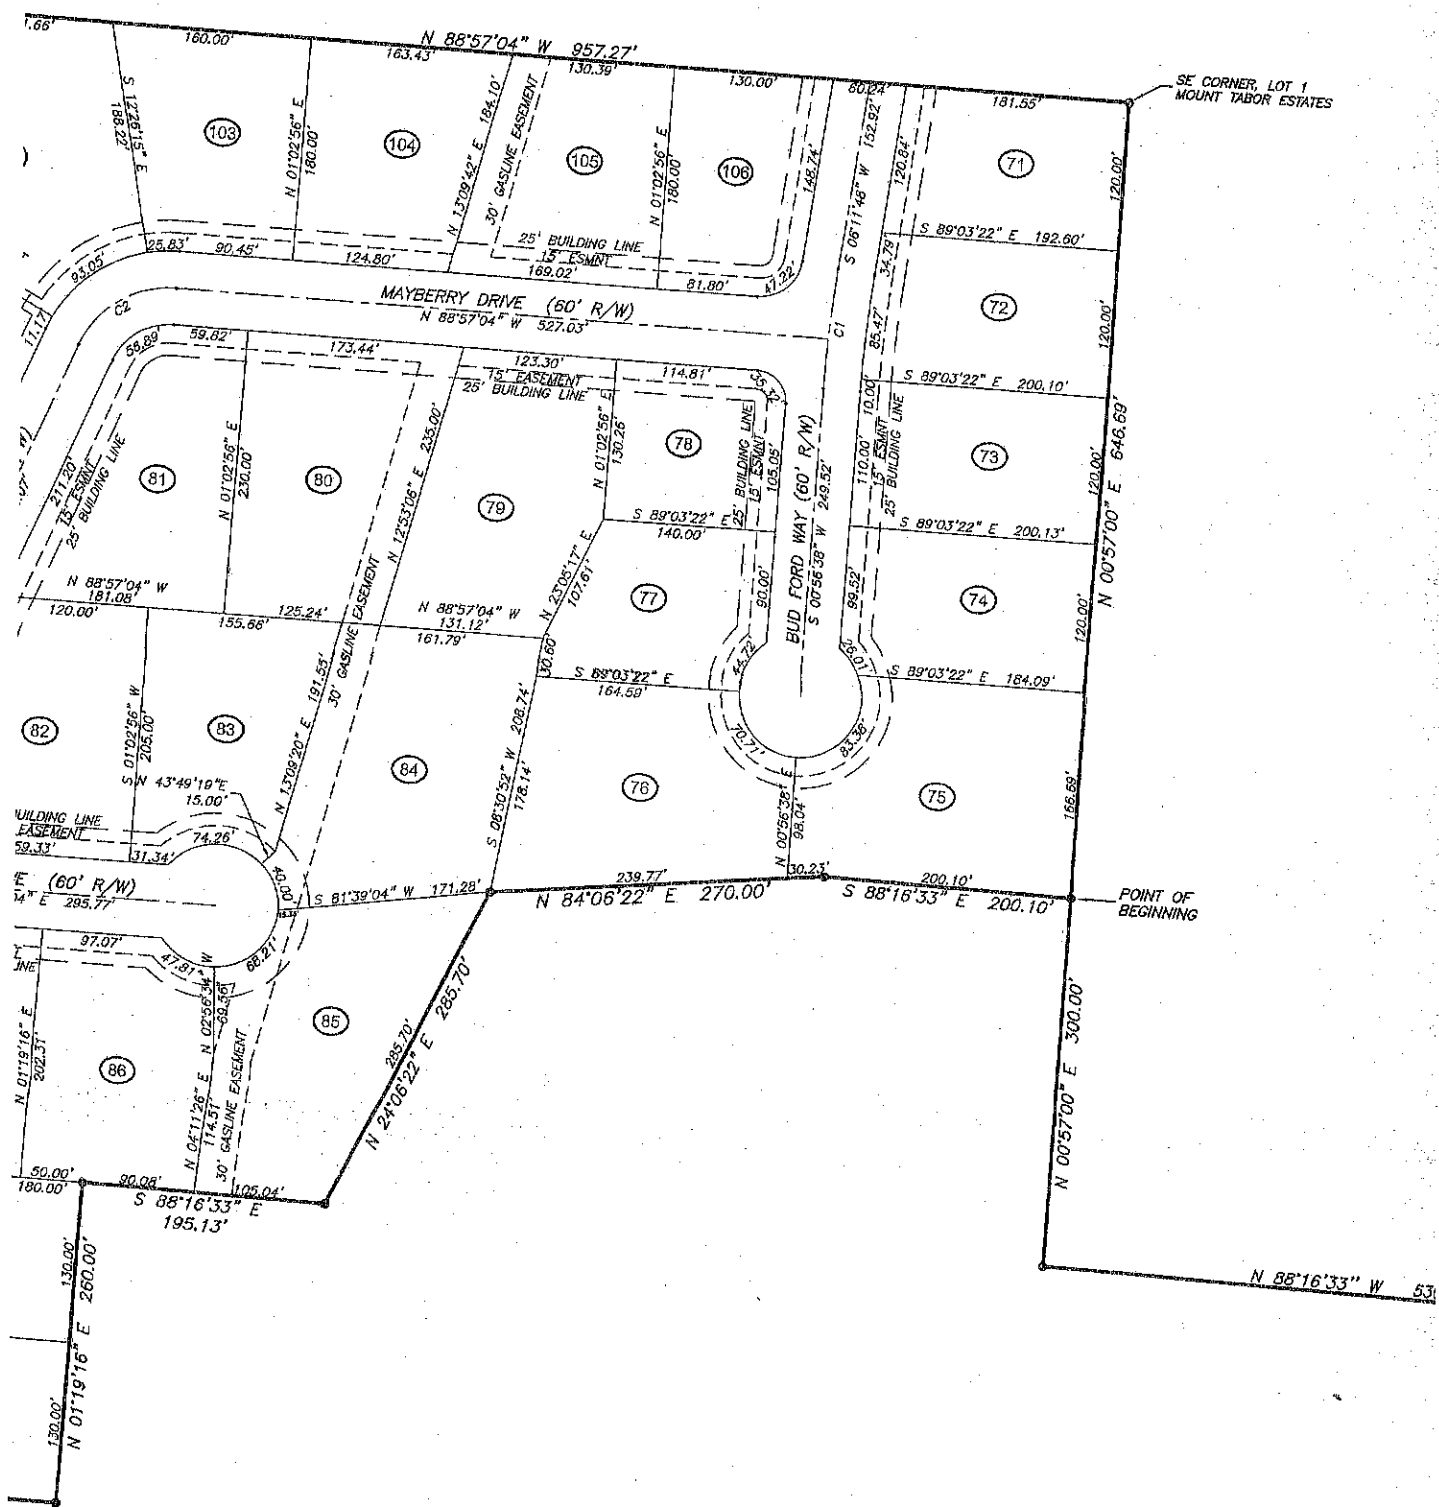 1.66'
160.00'
N 88°57'04" W 957.27'
163.43'
130.39'
130.00'
60.24'
181.55'
SE CORNER, LOT 1
MOUNT TABOR ESTATES
S 12°26'15" E
188.22'
103
N 01°02'56" E
180.00'
104
N 13°09'42" E 184.10'
30' GASLINE EASEMENT
105
N 01°02'56" E
180.00'
106
148.74'
S 06°11'48" W 152.92'
120.84'
71
120.00'
25.83'
90.45'
124.80'
25' BUILDING LINE
15' ESMNT
169.02'
81.80'
47.22'
34.79'
S 89°03'22" E 192.60'
93.05'
11.17'
C2
MAYBERRY DRIVE (60' R/W)
N 88°57'04" W 527.03'
C1
85.47'
72
120.00'
58.89'
59.82'
173.44'
123.30'
15' EASEMENT
25' BUILDING LINE
114.81'
35.32'
10.00'
S 89°03'22" E 200.10'
211.20'
15' ESMNT
25' BUILDING LINE
81
N 01°02'56" E
230.00'
80
N 12°53'06" E 235.00'
79
N 01°02'56" E
130.26'
78
25' BUILDING LINE
15' ESMNT
105.05'
BUD FORD WAY (60' R/W)
S 00°56'38" W 249.52'
110.00'
15' ESMNT
25' BUILDING LINE
73
120.00'
N 00°57'00" E 646.69'
S 89°03'22" E
140.00'
S 89°03'22" E 200.13'
N 88°57'04" W
181.08'
120.00'
155.66'
125.24'
30' GASLINE EASEMENT
N 88°57'04" W
131.12'
161.79'
N 23°05'17" E
107.61'
77
90.00'
99.52'
74
120.00'
30.60'
S 89°03'22" E
164.59'
44.72'
26.01'
S 89°03'22" E 184.09'
82
S 01°02'56" W
205.00'
83
N 13°09'20" E 191.55'
84
S 08°30'52" W 208.74'
178.14'
76
70.71'
83.36'
N 00°56'38" E
98.04'
75
166.69'
N 43°49'19"E
15.00'
UILDING LINE
EASEMENT
59.33'
31.34'
74.26'
40.00'
(60' R/W)
295.77'
S 81°39'04" W 171.28'
239.77'
30.23'
N 84°06'22" E 270.00'
200.10'
S 88°16'33" E 200.10'
POINT OF
BEGINNING
97.07'
47.81'
68.21'
N 02°56'34" W
69.56'
85
285.70'
N 24°06'22" E 285.70'
N 00°57'00" E 300.00'
N 01°19'16" E
202.31'
86
N 04°11'26" E
114.51'
30' GASLINE EASEMENT
50.00'
180.00'
90.08'
105.04'
S 88°16'33" E
195.13'
130.00'
N 01°19'16" E 260.00'
130.00'
N 88°16'33" W